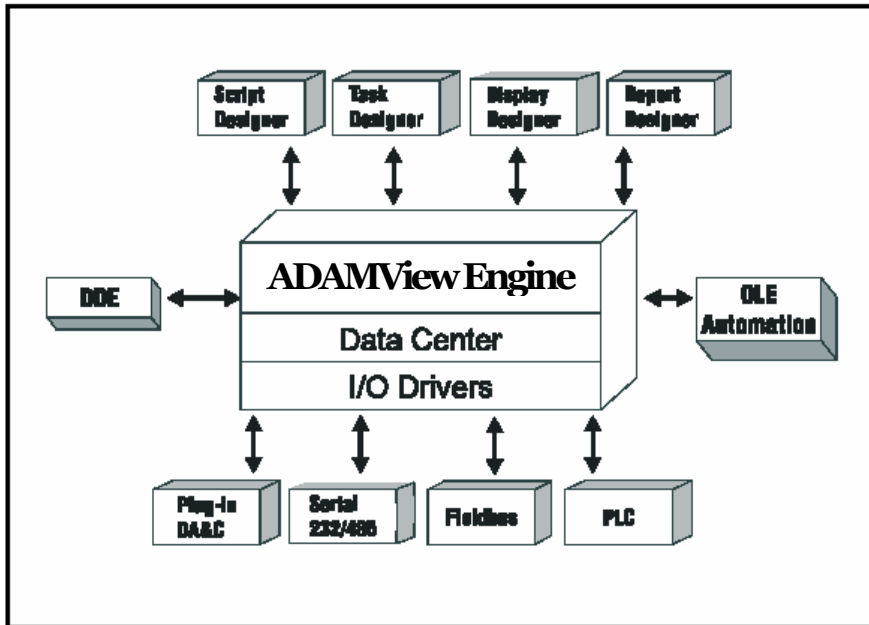 Script
Designer
Task
Designer
Display
Designer
Report
Designer
ADAMView Engine
DDE
OLE
Automation
Data Center
I/O Drivers
Plug-in
DA&C
Serial
232/485
Fieldbus
PLC